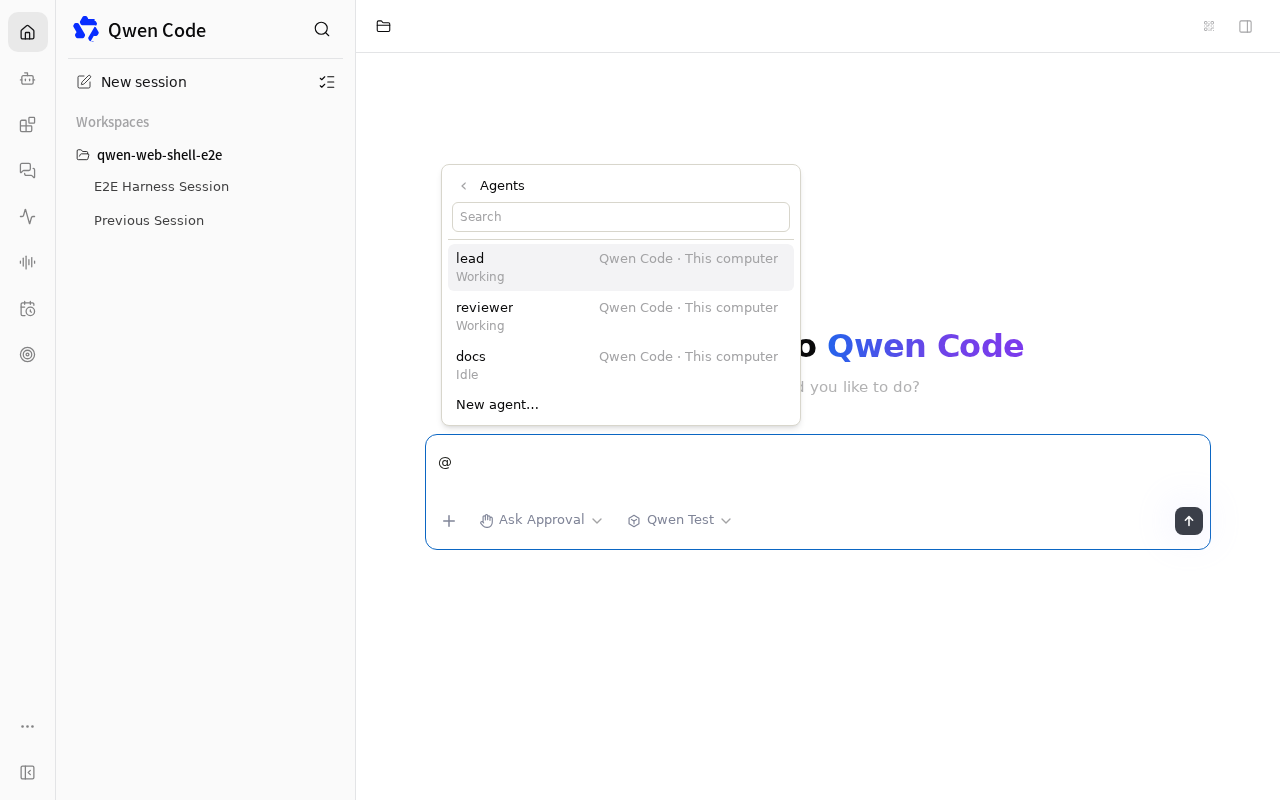 Qwen Code
New session
Workspaces
qwen-web-shell-e2e
E2E Harness Session
Previous Session
Agents
Search
lead Qwen Code · This computer
Working
reviewer Qwen Code · This computer
Working
docs Qwen Code · This computer
Idle
New agent...
o Qwen Code
d you like to do?
@
Ask Approval
Qwen Test